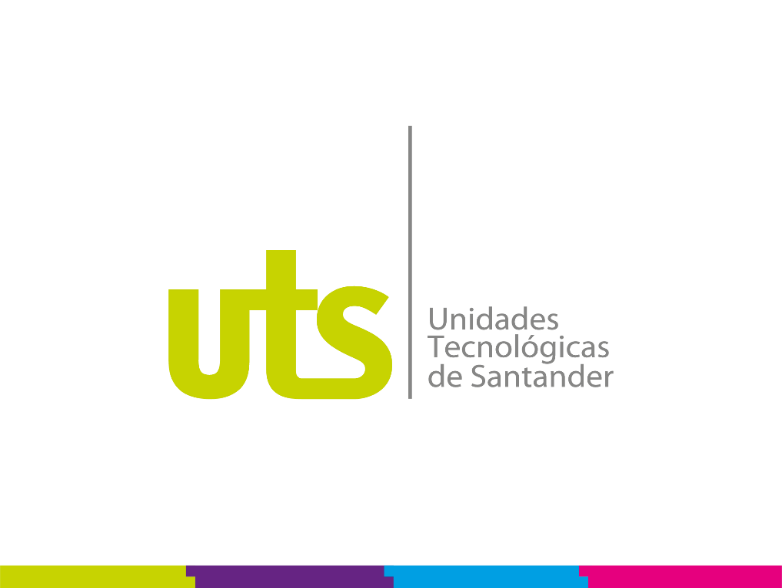 uts
Unidades
Tecnológicas
de Santander